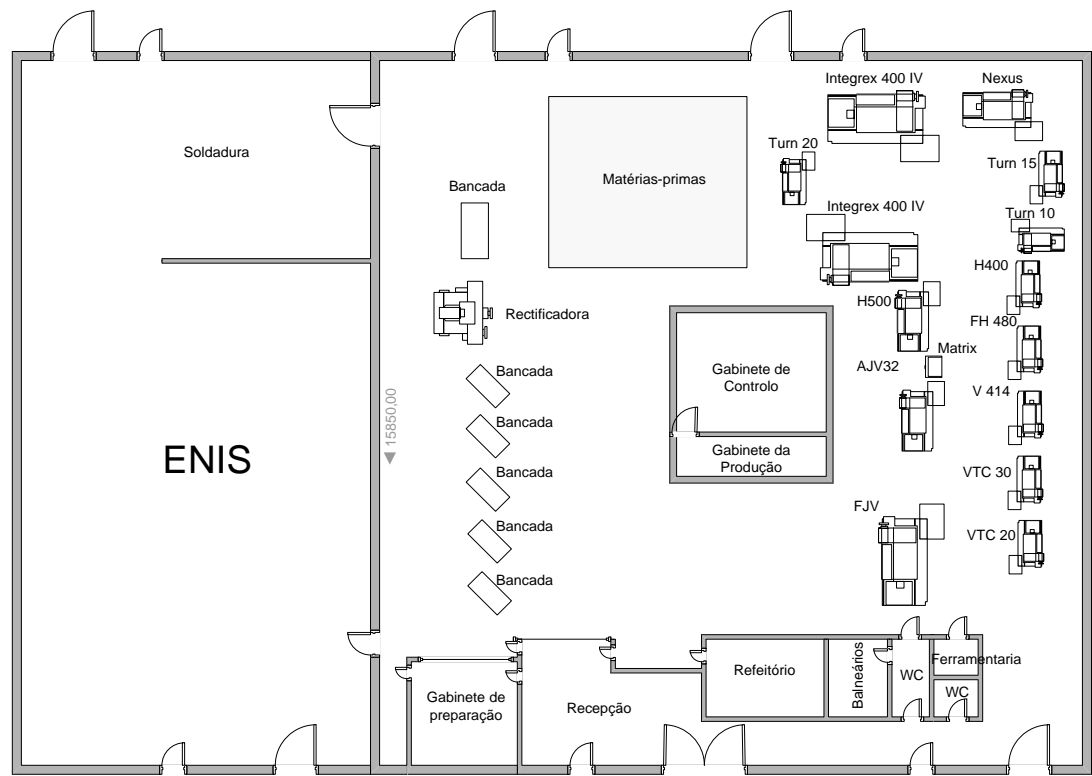 Integrex 400 IV
Nexus
Soldadura
Turn 20
Matérias-primas
Turn 15
Bancada
Integrex 400 IV
Turn 10
H400
H500
Rectificadora
FH 480
Matrix
Gabinete de
Controlo
AJV32
Bancada
15850,00
V 414
Bancada
ENIS
Gabinete da
Produção
Bancada
VTC 30
FJV
Bancada
VTC 20
Bancada
Refeitório
Balneários
WC
Ferramentaria
WC
Gabinete de
preparação
Recepção